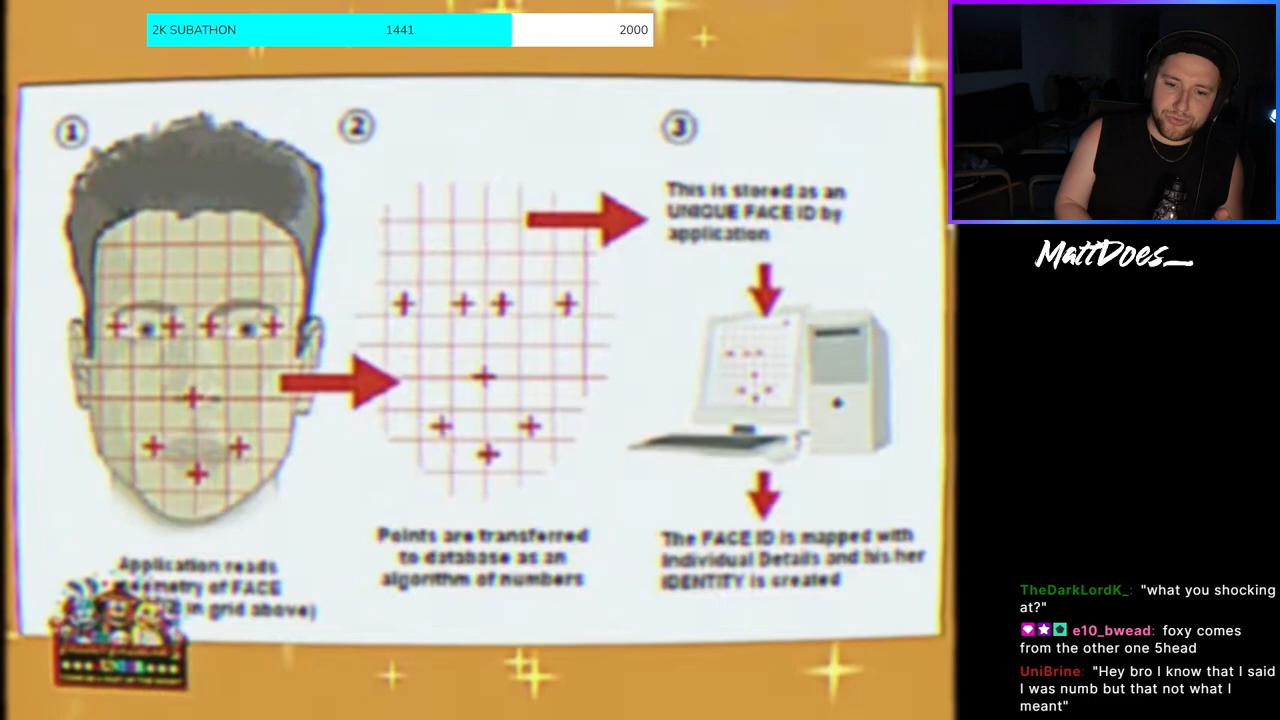 2K SUBATHON 1441 2000
1
2
3
This is stored as an
UNIQUE FACE ID by
application
Points are transferred
to database as an
algorithm of numbers
The FACE ID is mapped with
Individual Details and his her
IDENTITY is created
Application reads
of FACE
in grid above)
MattDoes_
TheDarkLordK_: "what you shocking
at?"
e10_bwead: foxy comes
from the other one 5head
UniBrine: "Hey bro I know that I said
I was numb but that not what I
meant"